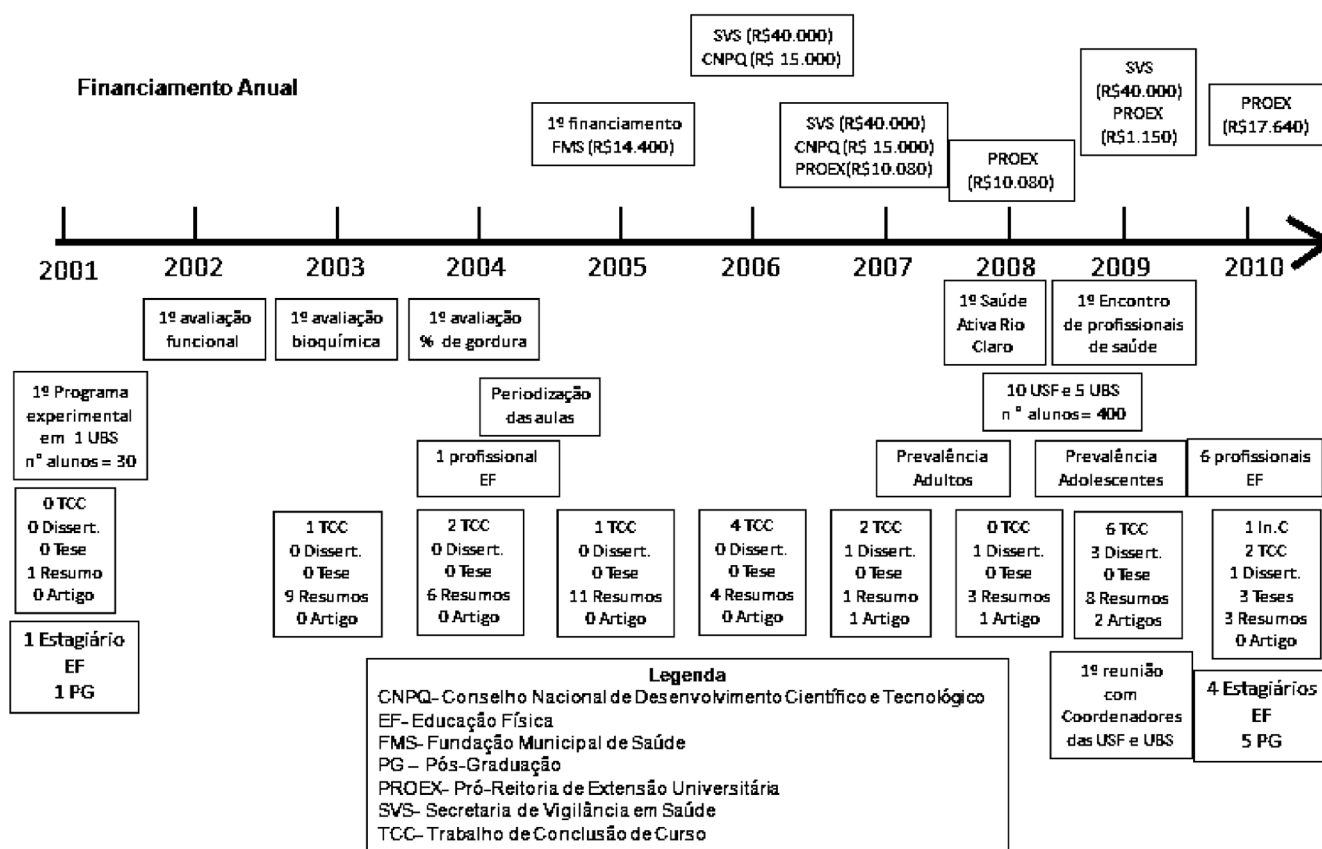 Financiamento Anual
SVS (R$40.000)
CNPQ (R$ 15.000)
1º financiamento
FMS (R$14.400)
SVS (R$40.000)
CNPQ (R$ 15.000)
PROEX(R$10.080)
PROEX
(R$10.080)
SVS
(R$40.000)
PROEX
(R$1.150)
PROEX
(R$17.640)
2001
2002
2003
2004
2005
2006
2007
2008
2009
2010
1º avaliação
funcional
1º avaliação
bioquímica
1º avaliação
% de gordura
1º Saúde
Ativa Rio
Claro
1º Encontro
de profissionais
de saúde
1º Programa
experimental
em 1 UBS
n° alunos = 30
Periodização
das aulas
10 USF e 5 UBS
n ° alunos = 400
1 profissional
EF
Prevalência
Adultos
Prevalência
Adolescentes
6 profissionais
EF
0 TCC
0 Dissert.
0 Tese
1 Resumo
0 Artigo
1 TCC
0 Dissert.
0 Tese
9 Resumos
0 Artigo
2 TCC
0 Dissert.
0 Tese
6 Resumos
0 Artigo
1 TCC
0 Dissert.
0 Tese
11 Resumos
0 Artigo
4 TCC
0 Dissert.
0 Tese
4 Resumos
0 Artigo
2 TCC
1 Dissert.
0 Tese
1 Resumo
1 Artigo
0 TCC
1 Dissert.
0 Tese
3 Resumos
1 Artigo
6 TCC
3 Dissert.
0 Tese
8 Resumos
2 Artigos
1 In.C
2 TCC
1 Dissert.
3 Teses
3 Resumos
0 Artigo
1 Estagiário
EF
1 PG
1º reunião
com
Coordenadores
das USF e UBS
4 Estagiários
EF
5 PG
Legenda
CNPQ- Conselho Nacional de Desenvolvimento Científico e Tecnológico
EF- Educação Física
FMS- Fundação Municipal de Saúde
PG – Pós-Graduação
PROEX- Pró-Reitoria de Extensão Universitária
SVS- Secretaria de Vigilância em Saúde
TCC- Trabalho de Conclusão de Curso